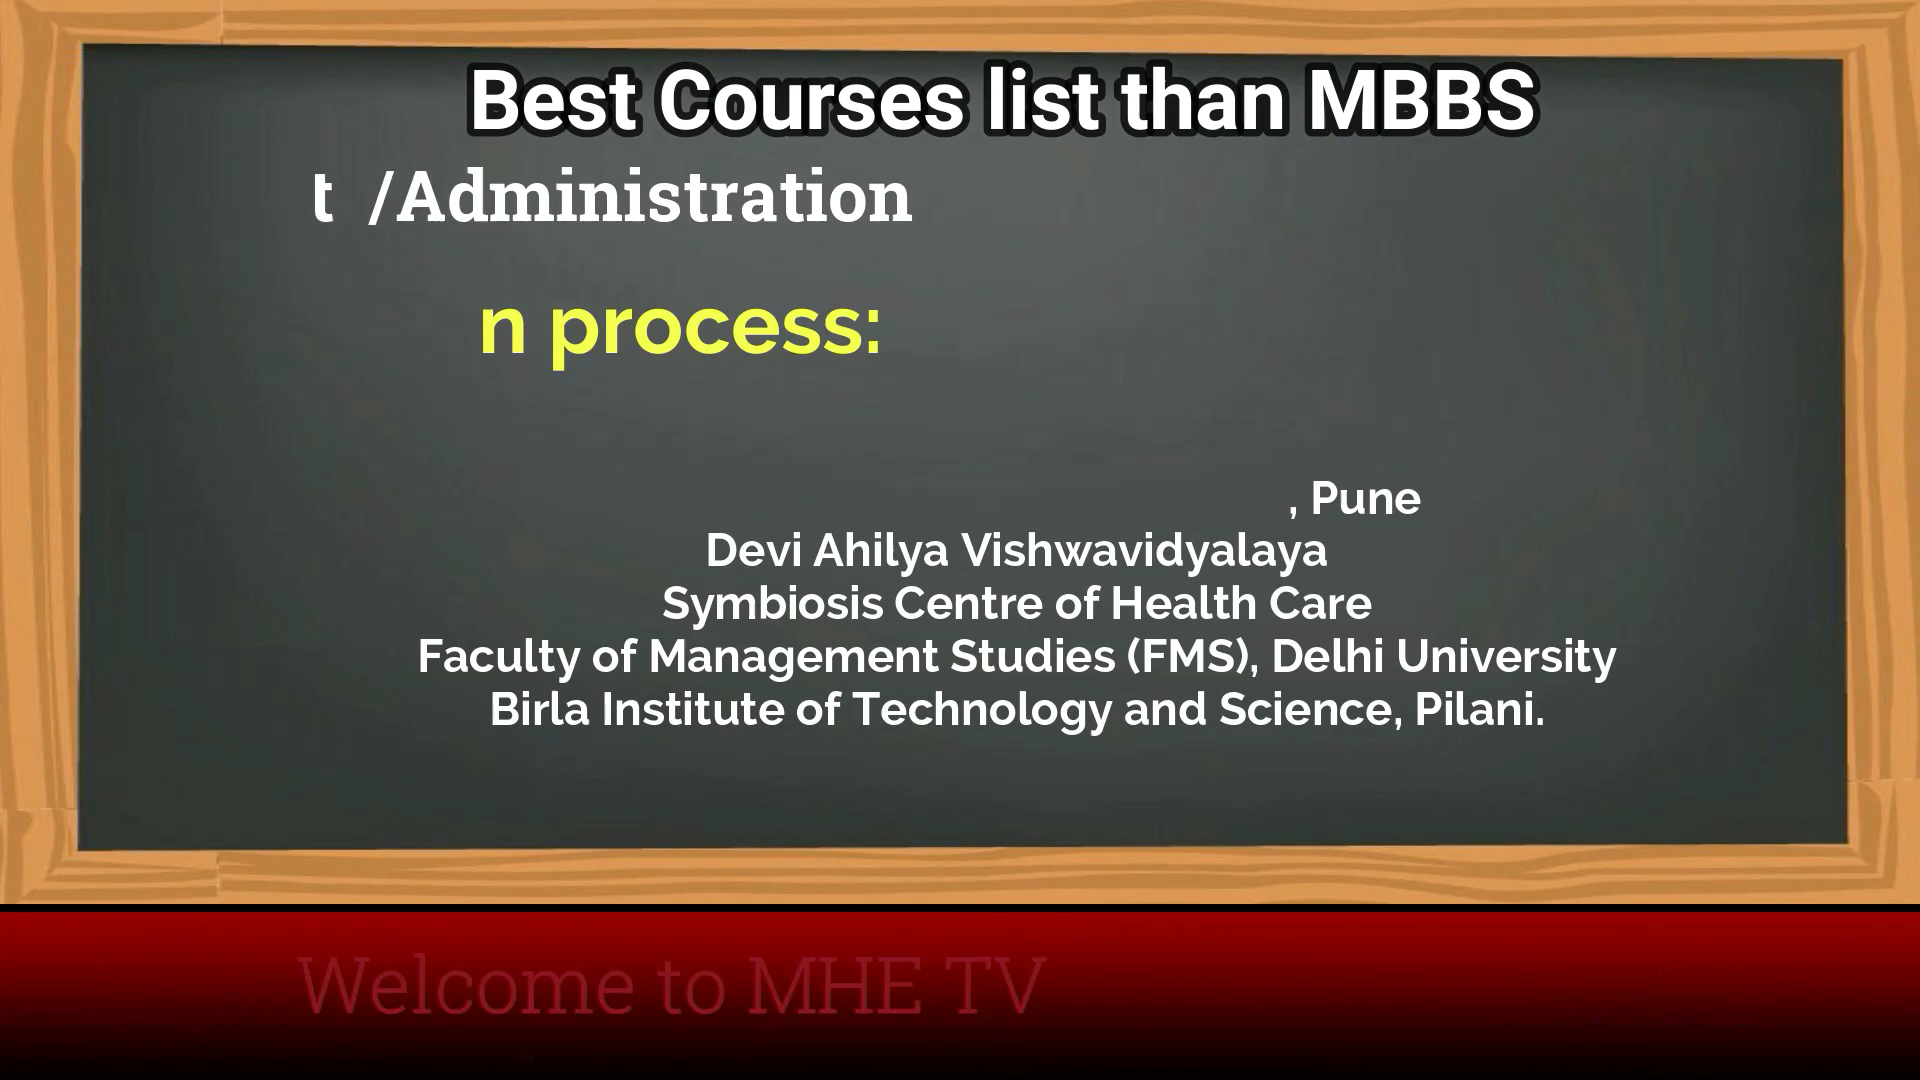 Best Courses list than MBBS
t /Administration
n process:
, Pune
Devi Ahilya Vishwavidyalaya
Symbiosis Centre of Health Care
Faculty of Management Studies (FMS), Delhi University
Birla Institute of Technology and Science, Pilani.
Welcome to MHE TV